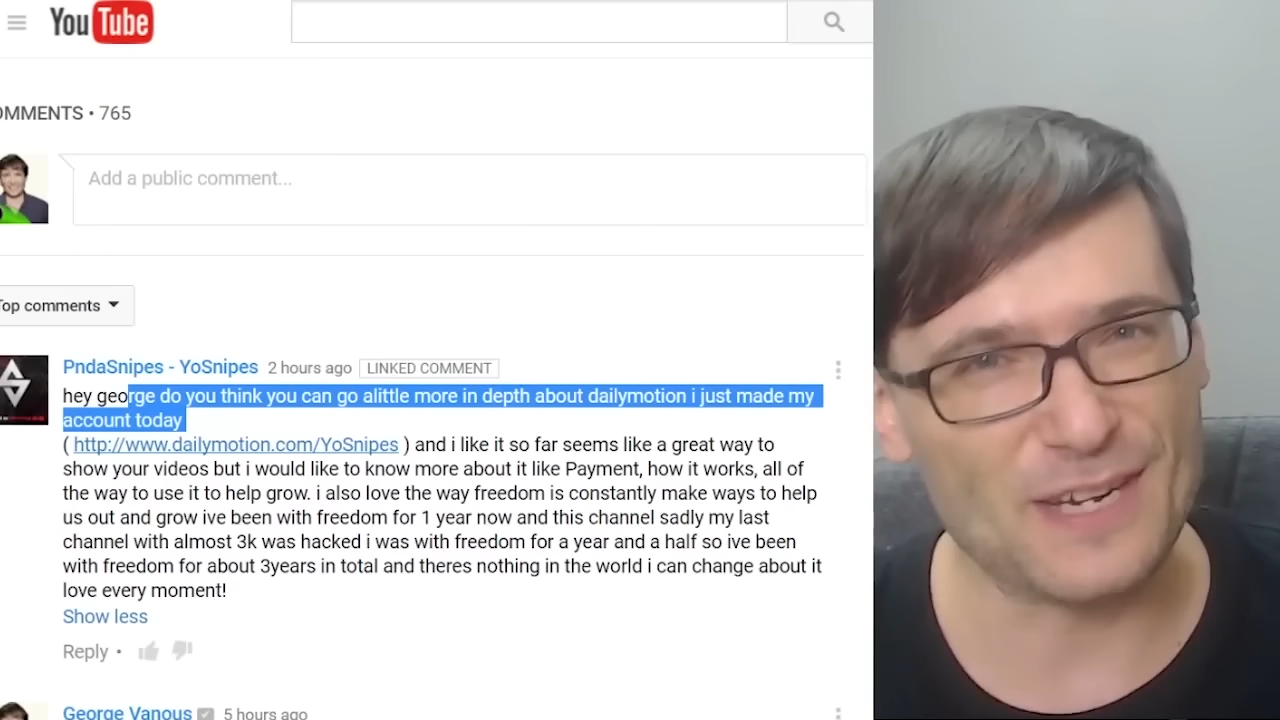 YouTube
OMMENTS • 765
Add a public comment...
Top comments
PndaSnipes - YoSnipes 2 hours ago LINKED COMMENT
hey george do you think you can go alittle more in depth about dailymotion i just made my
account today
( http://www.dailymotion.com/YoSnipes ) and i like it so far seems like a great way to
show your videos but i would like to know more about it like Payment, how it works, all of
the way to use it to help grow. i also love the way freedom is constantly make ways to help
us out and grow ive been with freedom for 1 year now and this channel sadly my last
channel with almost 3k was hacked i was with freedom for a year and a half so ive been
with freedom for about 3years in total and theres nothing in the world i can change about it
love every moment!
Show less
Reply •
George Vanous 5 hours ago